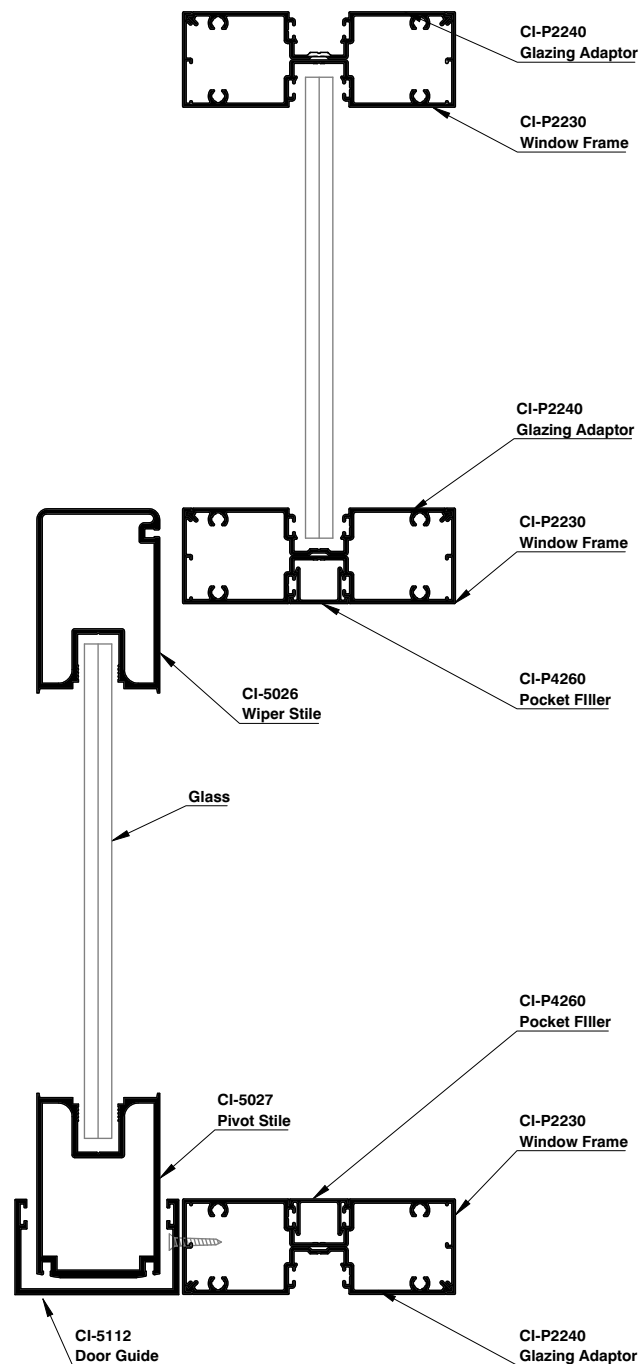 CI-P2240
Glazing Adaptor
CI-P2230
Window Frame
CI-P2240
Glazing Adaptor
CI-P2230
Window Frame
CI-P4260
Pocket FIller
CI-5026
Wiper Stile
Glass
CI-P4260
Pocket FIller
CI-5027
Pivot Stile
CI-P2230
Window Frame
CI-5112
Door Guide
CI-P2240
Glazing Adaptor